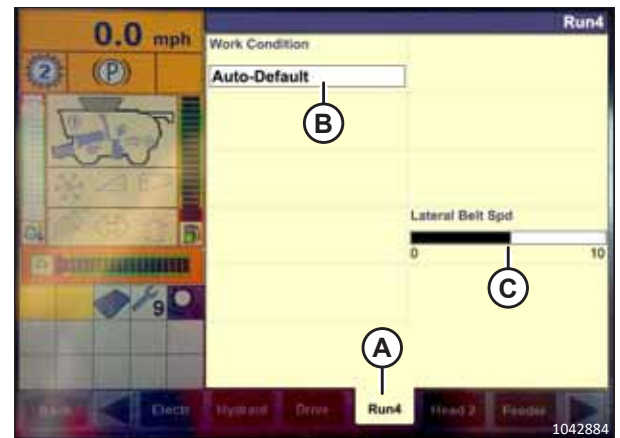 Run4
0.0 mph
Work Condition
2
(P)
Auto-Default
B
Lateral Belt Spd
0
10
C
9
A
Back
Electr
Hydraul
Drive
Run4
Head 2
Feeder
1042884